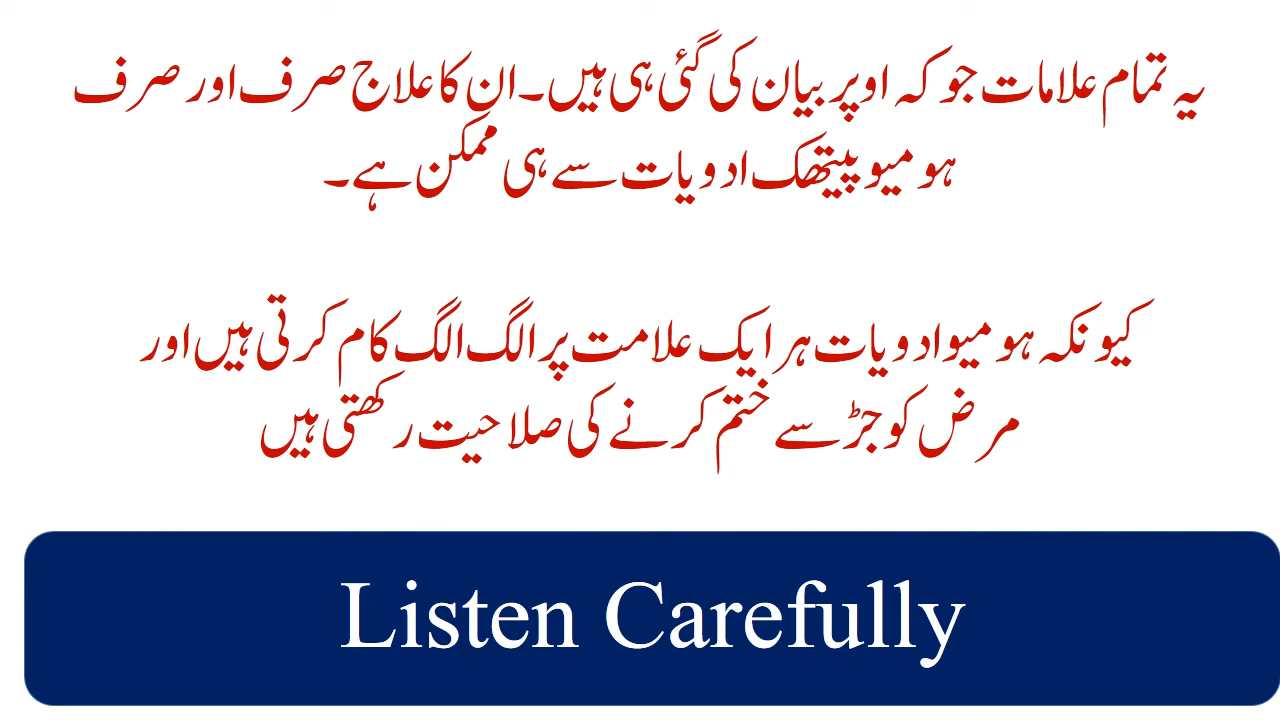 یہ تمام علامات جو کہ اوپر بیان کی گئی ہی ہیں۔ان کا علاج صرف اور صرف
ہومیوپیتھک ادویات سے ہی ممکن ہے۔
کیونکہ ہومیوادویات ہر ایک علامت پر الگ الگ کام کرتی ہیں اور
مرض کو جڑ سے ختم کرنے کی صلاحیت رکھتی ہیں
Listen Carefully